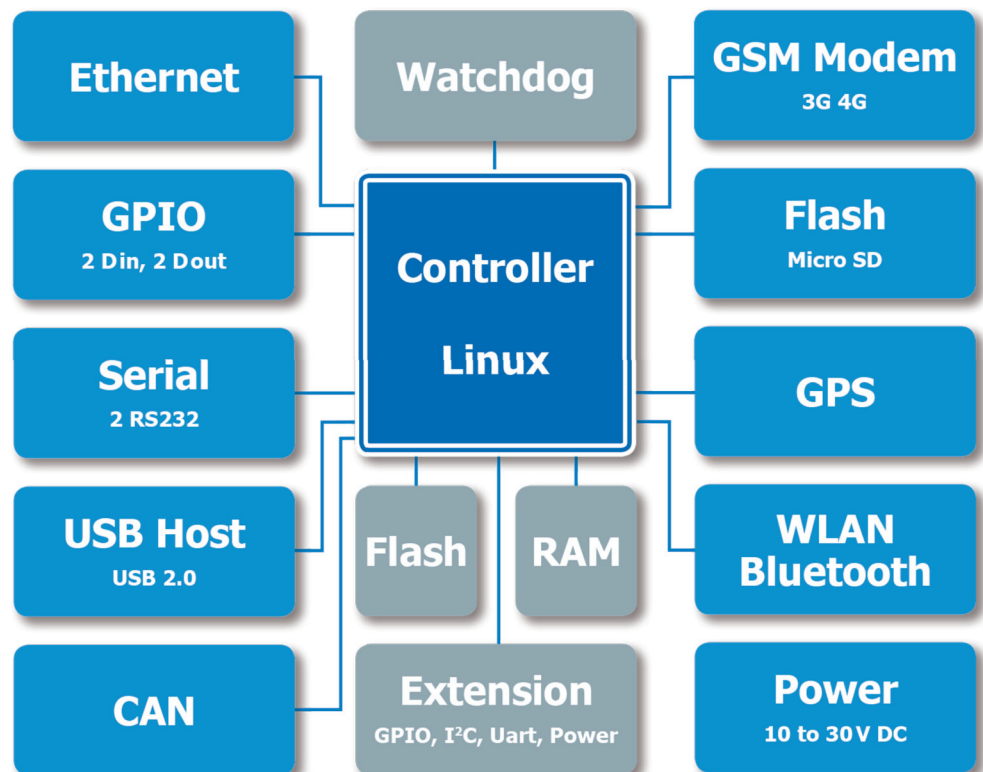 Ethernet
Watchdog
GSM Modem
3G 4G
GPIO
2 Din, 2 Dout
Controller
Linux
Flash
Micro SD
Serial
2 RS232
GPS
USB Host
USB 2.0
Flash
RAM
WLAN
Bluetooth
CAN
Extension
GPIO, I²C, Uart, Power
Power
10 to 30 V DC